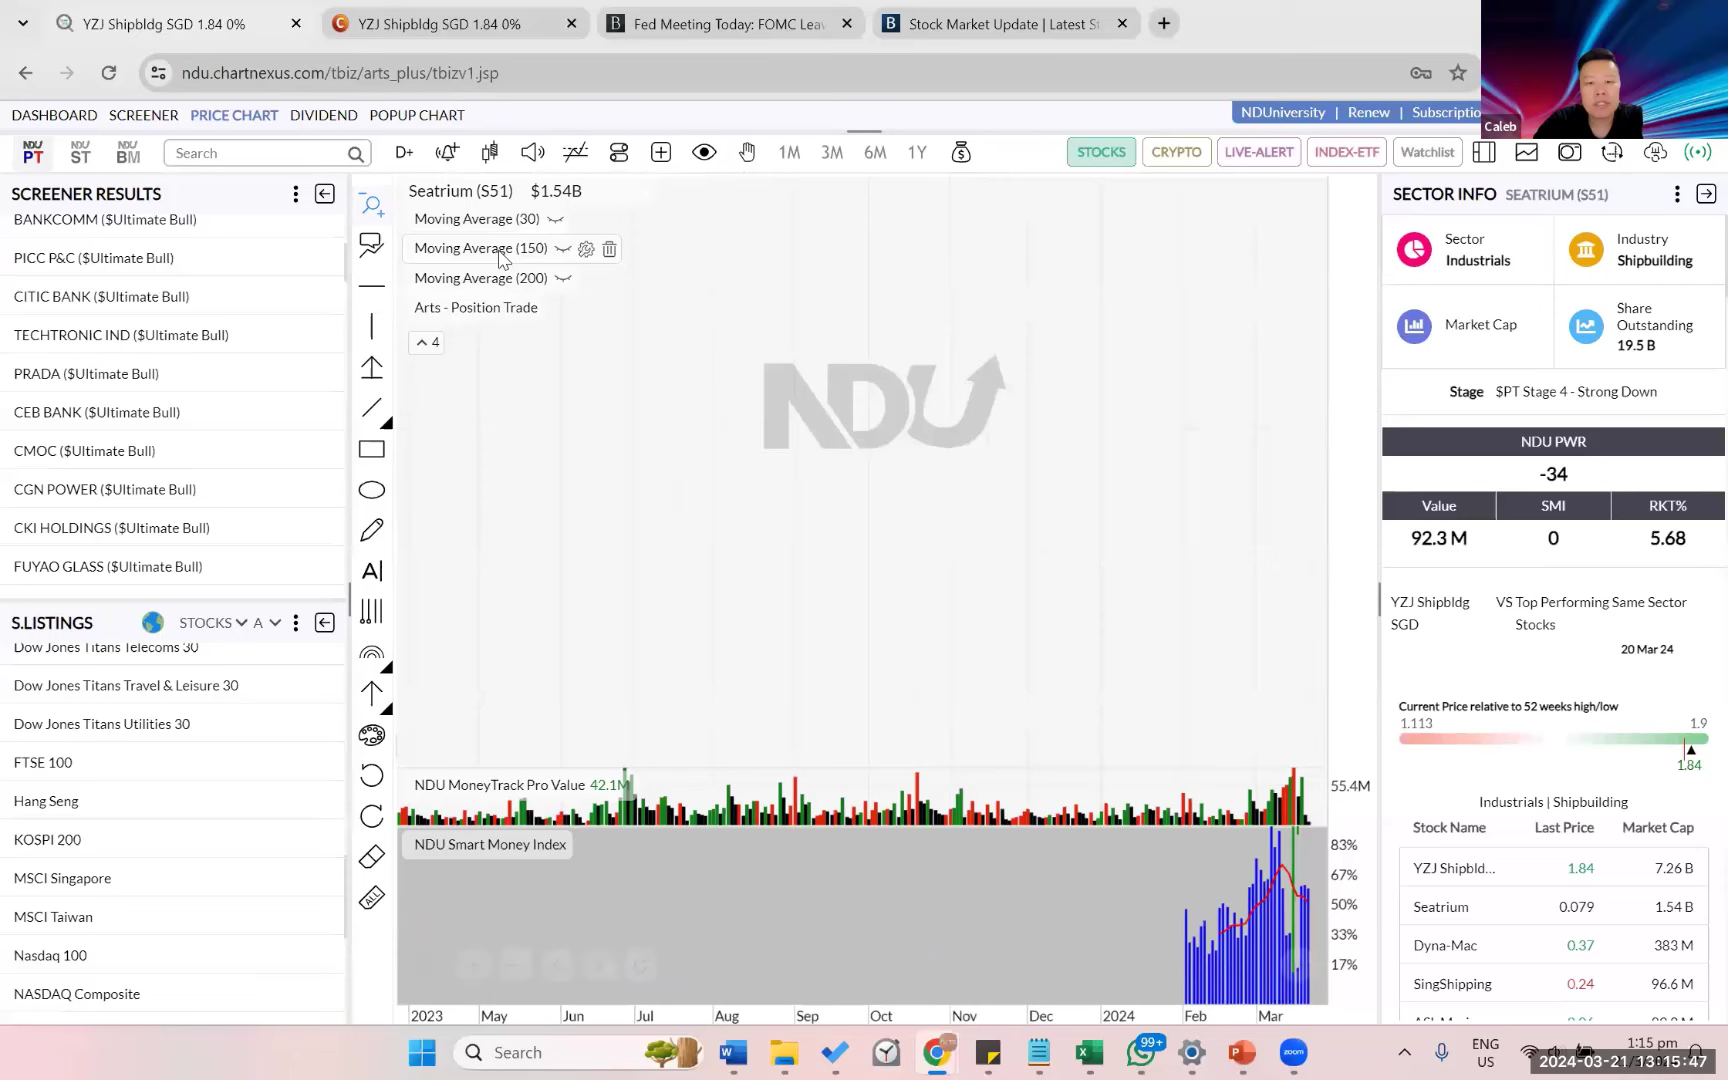 YZJ Shipbldg SGD 1.84 0%
YZJ Shipbldg SGD 1.84 0%
Fed Meeting Today: FOMC Leav
Stock Market Update | Latest St
ndu.chartnexus.com/tbiz/arts_plus/tbizv1.jsp
Caleb
DASHBOARD SCREENER PRICE CHART DIVIDEND POPUP CHART
NDUniversity | Renew | Subscriptio
NDU PT
NDU ST
NDU BM
Search
D+
1M 3M 6M 1Y
STOCKS CRYPTO LIVE-ALERT INDEX-ETF Watchlist
SCREENER RESULTS
BANKCOMM ($Ultimate Bull)
PICC P&C ($Ultimate Bull)
CITIC BANK ($Ultimate Bull)
TECHTRONIC IND ($Ultimate Bull)
PRADA ($Ultimate Bull)
CEB BANK ($Ultimate Bull)
CMOC ($Ultimate Bull)
CGN POWER ($Ultimate Bull)
CKI HOLDINGS ($Ultimate Bull)
FUYAO GLASS ($Ultimate Bull)
S.LISTINGS STOCKS A
Dow Jones Titans Telecoms 30
Dow Jones Titans Travel & Leisure 30
Dow Jones Titans Utilities 30
FTSE 100
Hang Seng
KOSPI 200
MSCI Singapore
MSCI Taiwan
Nasdaq 100
NASDAQ Composite
A
ALL
Seatrium (S51) $1.54B
Moving Average (30)
Moving Average (150)
Moving Average (200)
Arts - Position Trade
4
NDU
NDU MoneyTrack Pro Value 42.1M
55.4M
NDU Smart Money Index
83%
67%
50%
33%
17%
2023 May Jun Jul Aug Sep Oct Nov Dec 2024 Feb Mar
SECTOR INFO SEATRIUM (S51)
Sector
Industrials
Industry
Shipbuilding
Market Cap
Share
Outstanding
19.5 B
Stage $PT Stage 4 - Strong Down
NDU PWR
-34
Value SMI RKT%
92.3 M 0 5.68
YZJ Shipbldg
SGD
VS Top Performing Same Sector
Stocks
20 Mar 24
Current Price relative to 52 weeks high/low
1.113 1.9
1.84
Industrials | Shipbuilding
Stock Name Last Price Market Cap
YZJ Shipbld... 1.84 7.26 B
Seatrium 0.079 1.54 B
Dyna-Mac 0.37 383 M
SingShipping 0.24 96.6 M
Search
99+
zoom
ENG
US
1:15 pm
2024-03-21 13:15:47